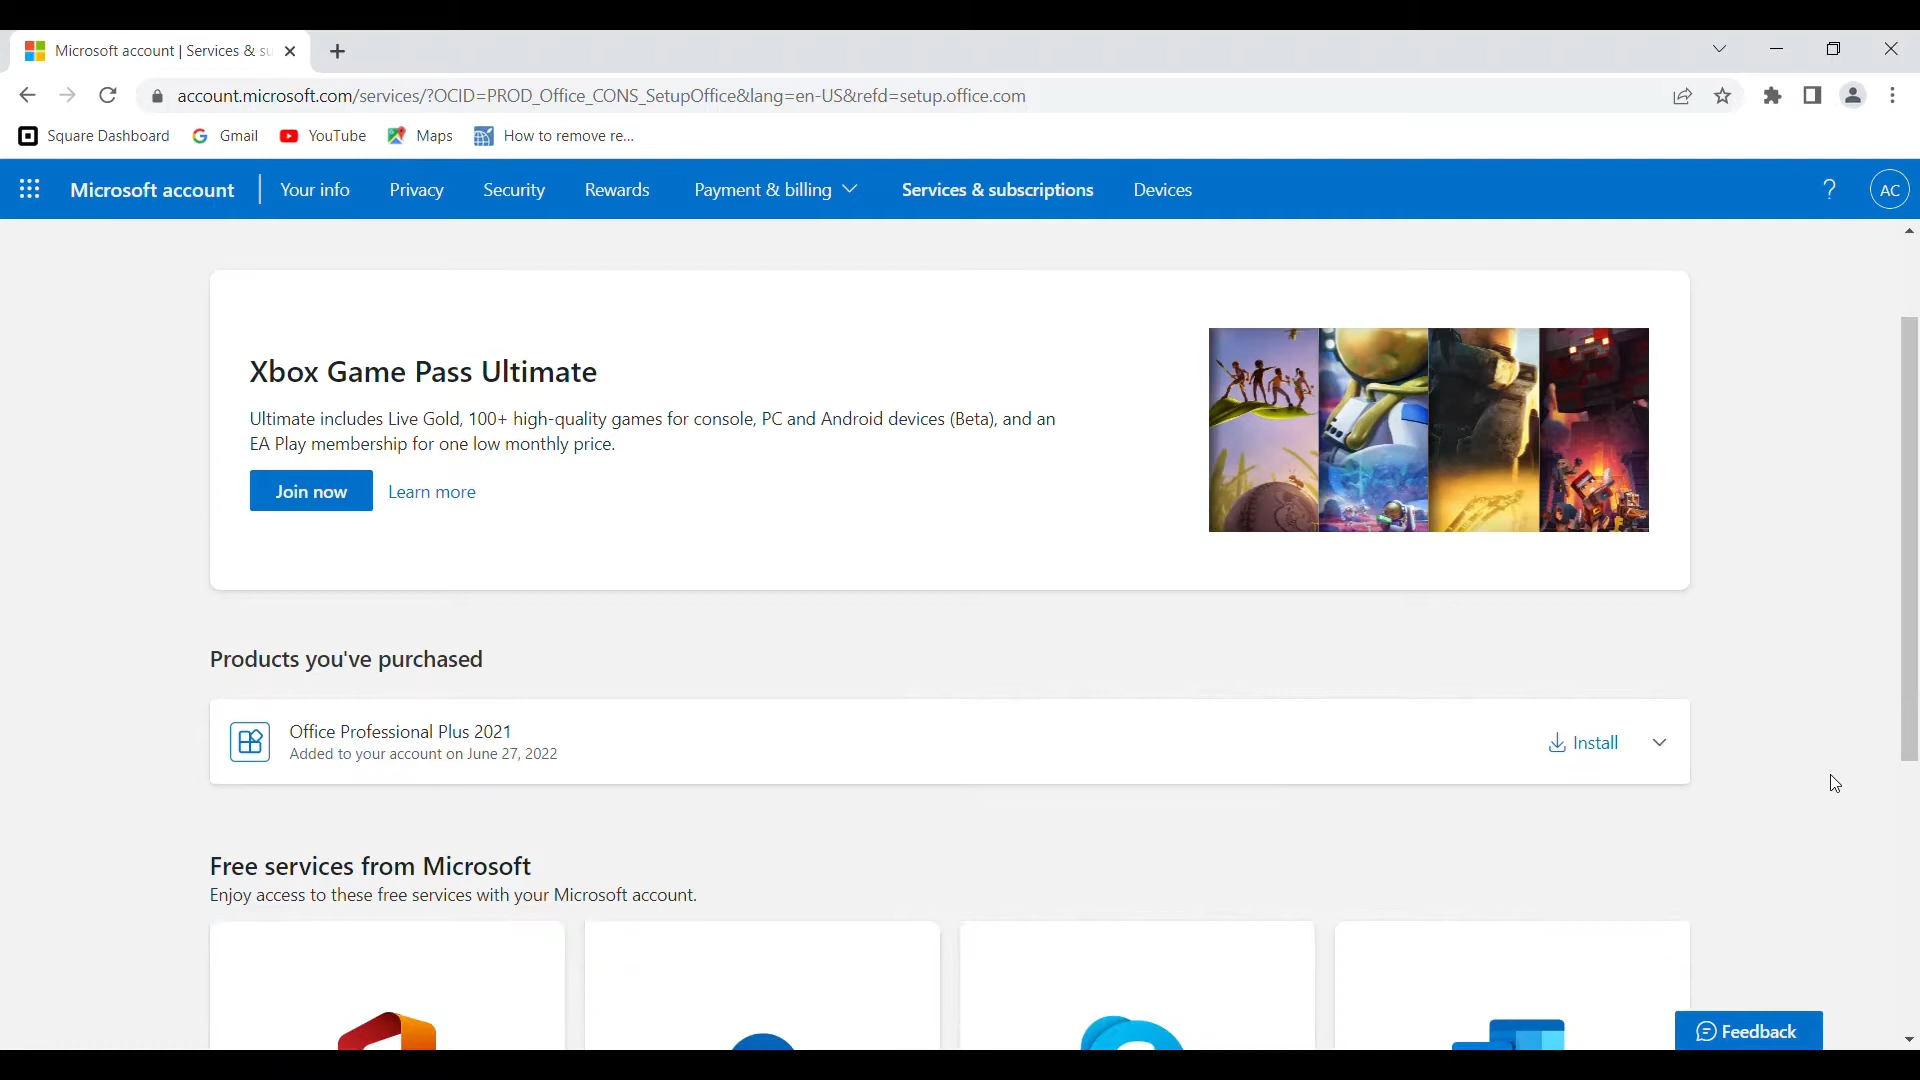 Microsoft account | Services & su
account.microsoft.com/services/?OCID=PROD_Office_CONS_SetupOffice&lang=en-US&refd=setup.office.com
Square Dashboard Gmail YouTube Maps How to remove re...
Microsoft account Your info Privacy Security Rewards Payment & billing Services & subscriptions Devices ? AC
Xbox Game Pass Ultimate
Ultimate includes Live Gold, 100+ high-quality games for console, PC and Android devices (Beta), and an
EA Play membership for one low monthly price.
Join now Learn more
Products you've purchased
Office Professional Plus 2021
Added to your account on June 27, 2022
Install
Free services from Microsoft
Enjoy access to these free services with your Microsoft account.
Feedback